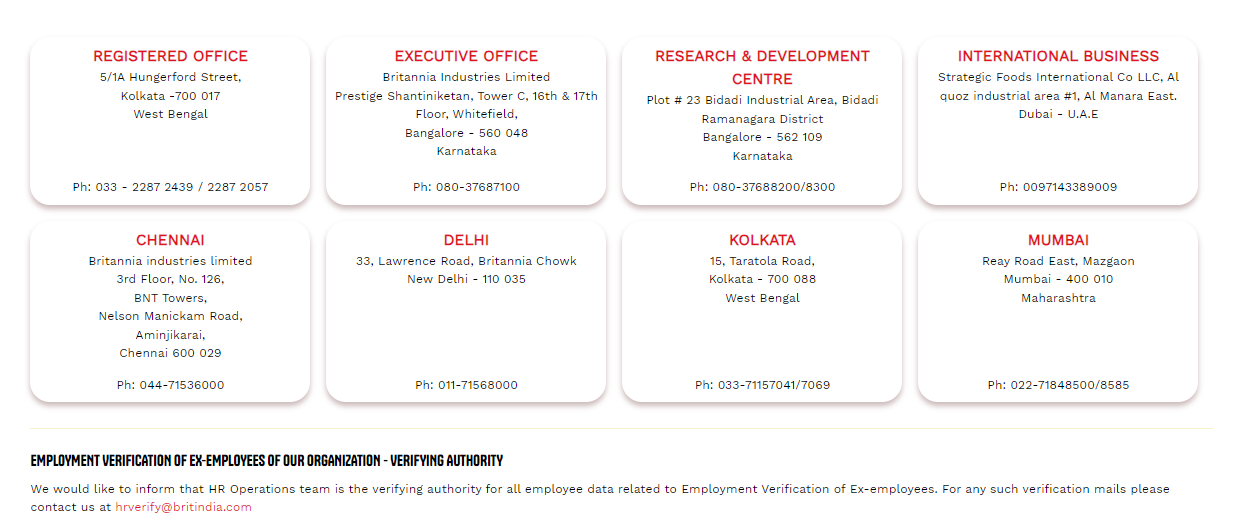 REGISTERED OFFICE
5/1A Hungerford Street,
Kolkata -700 017
West Bengal
Ph: 033 - 2287 2439 / 2287 2057
EXECUTIVE OFFICE
Britannia Industries Limited
Prestige Shantiniketan, Tower C, 16th & 17th
Floor, Whitefield,
Bangalore - 560 048
Karnataka
Ph: 080-37687100
RESEARCH & DEVELOPMENT
CENTRE
Plot # 23 Bidadi Industrial Area, Bidadi
Ramanagara District
Bangalore - 562 109
Karnataka
Ph: 080-37688200/8300
INTERNATIONAL BUSINESS
Strategic Foods International Co LLC, Al
quoz industrial area #1, Al Manara East.
Dubai - U.A.E
Ph: 0097143389009
CHENNAI
Britannia industries limited
3rd Floor, No. 126,
BNT Towers,
Nelson Manickam Road,
Aminjikarai,
Chennai 600 029
Ph: 044-71536000
DELHI
33, Lawrence Road, Britannia Chowk
New Delhi - 110 035
Ph: 011-71568000
KOLKATA
15, Taratola Road,
Kolkata - 700 088
West Bengal
Ph: 033-71157041/7069
MUMBAI
Reay Road East, Mazgaon
Mumbai - 400 010
Maharashtra
Ph: 022-71848500/8585
EMPLOYMENT VERIFICATION OF EX-EMPLOYEES OF OUR ORGANIZATION - VERIFYING AUTHORITY
We would like to inform that HR Operations team is the verifying authority for all employee data related to Employment Verification of Ex-employees. For any such verification mails please
contact us at hrverify@britindia.com